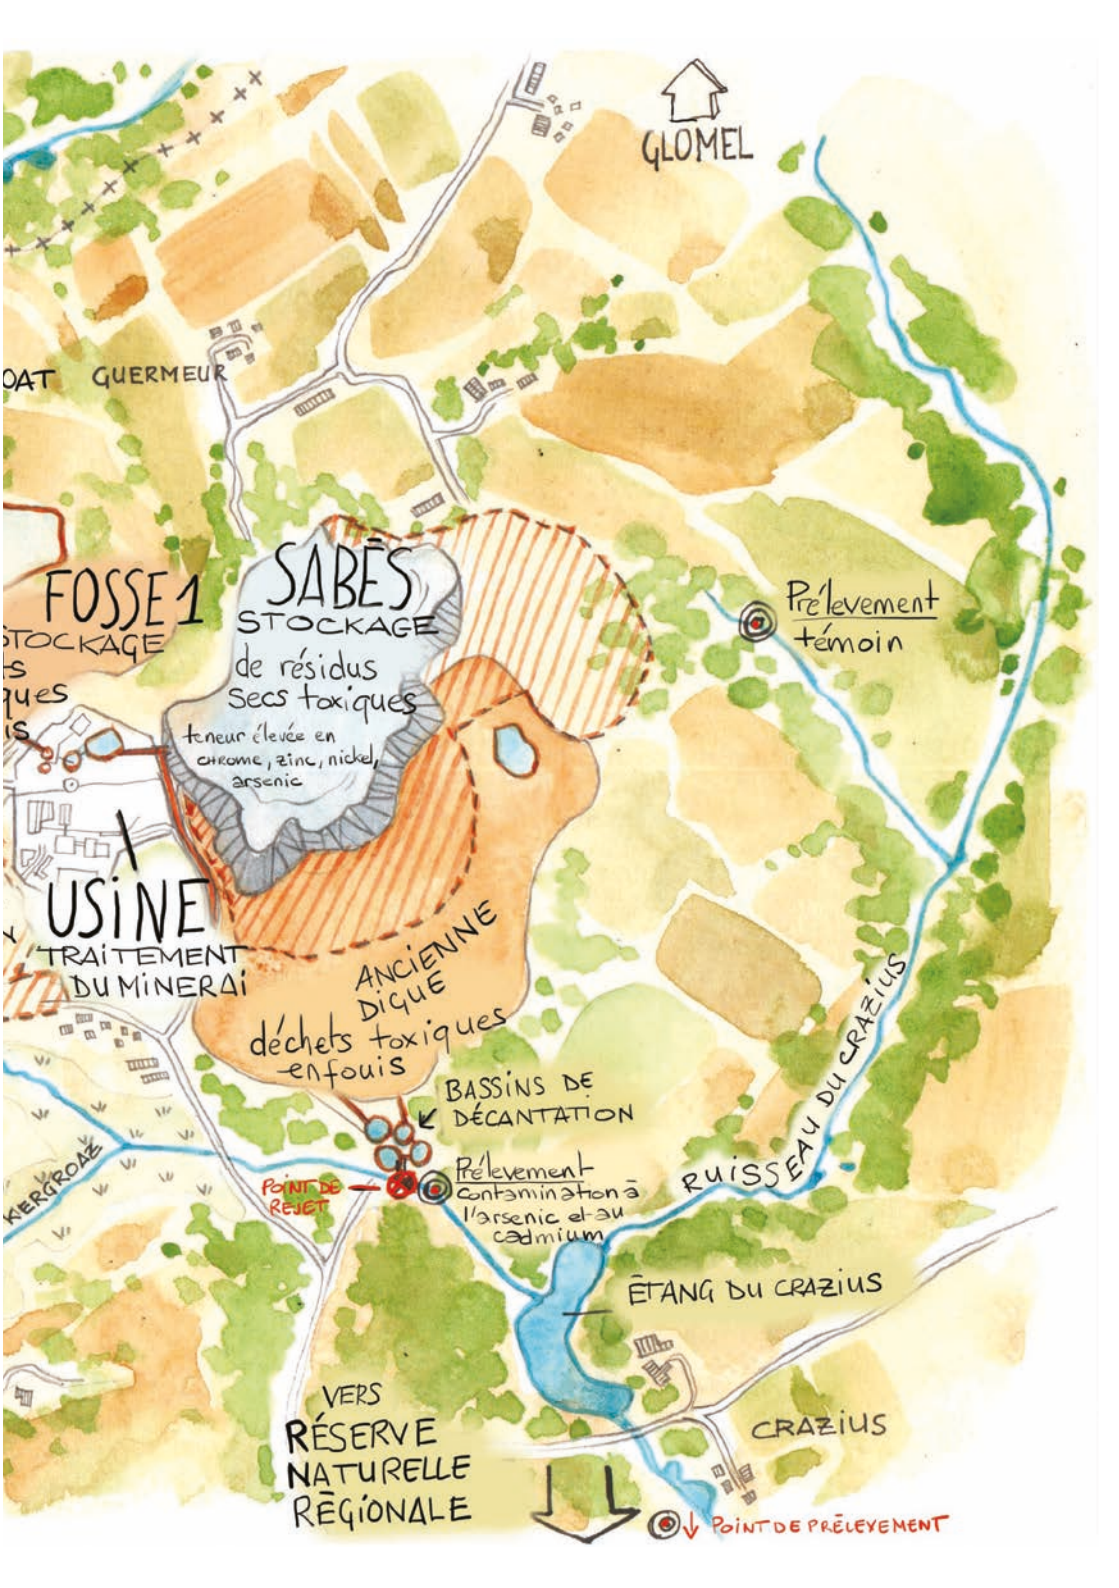 GLOMEL
OAT
GUERMEUR
FOSSE 1
STOCKAGE
ts
ques
is
SABĒS
STOCKAGE
de résidus
secs toxiques
teneur élevée en
CHROME, zinc, nickel,
arsenic
Prélevement
témoin
USINE
TRAITEMENT
DU MINERAI
ANCIENNE
DIGUE
déchets toxiques
enfouis
BASSINS DE
DÉCANTATION
KERGROAZ
POINT DE
REJET
Prélevement
contamination à
l'arsenic et au
cadmium
RUISSEAU DU CRAZIUS
ÉTANG DU CRAZIUS
CRAZIUS
VERS
RÉSERVE
NATURELLE
RÉGIONALE
POINT DE PRÉLEVEMENT